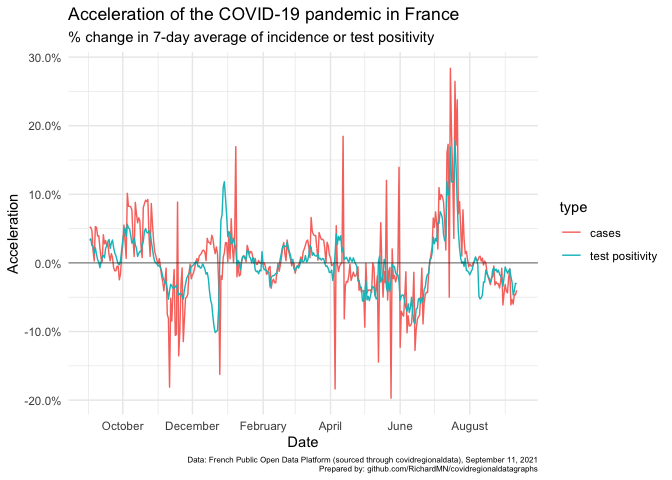 Acceleration of the COVID-19 pandemic in France
% change in 7-day average of incidence or test positivity
30.0%
20.0%
10.0%
0.0%
-10.0%
-20.0%
Acceleration
October December February April June August
Date
type
cases
test positivity
Data: French Public Open Data Platform (sourced through covidregionaldata), September 11, 2021
Prepared by: github.com/RichardMN/covidregionaldatagraphs